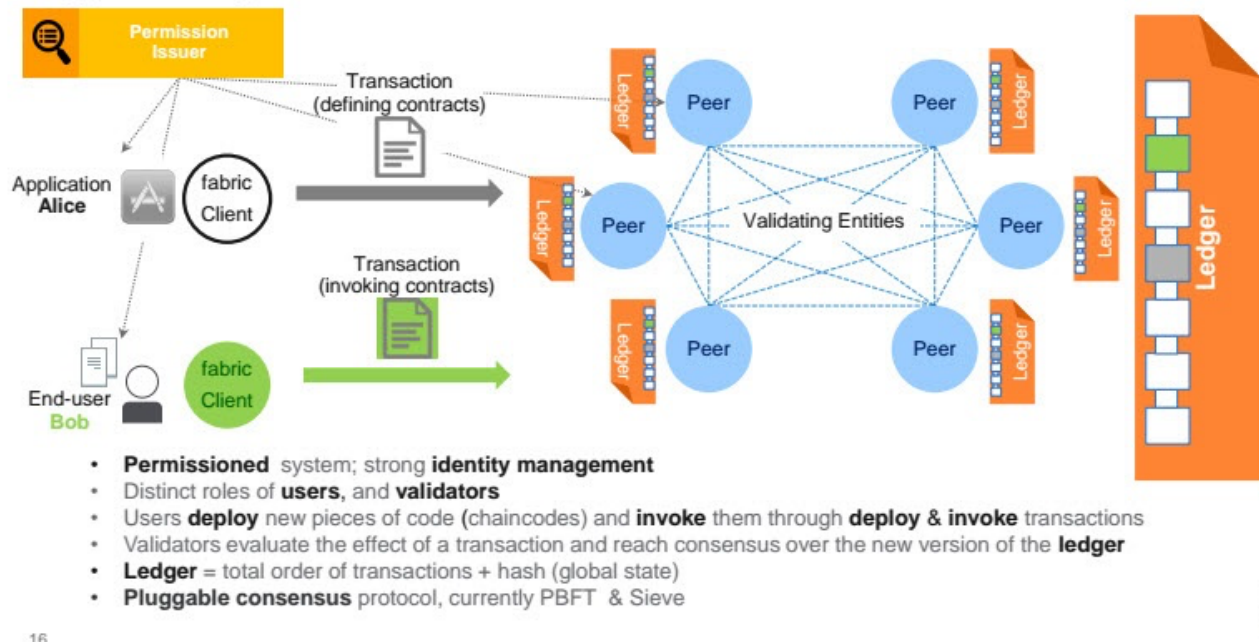 Permission
Issuer
Transaction
(defining contracts)
Application
Alice
fabric
Client
Transaction
(invoking contracts)
End-user
Bob
fabric
Client
Ledger
Peer
Peer
Ledger
Ledger
Peer
Validating Entities
Peer
Ledger
Ledger
Peer
Peer
Ledger
Ledger
• Permissioned system; strong identity management
• Distinct roles of users, and validators
• Users deploy new pieces of code (chaincodes) and invoke them through deploy & invoke transactions
• Validators evaluate the effect of a transaction and reach consensus over the new version of the ledger
• Ledger = total order of transactions + hash (global state)
• Pluggable consensus protocol, currently PBFT & Sieve
16